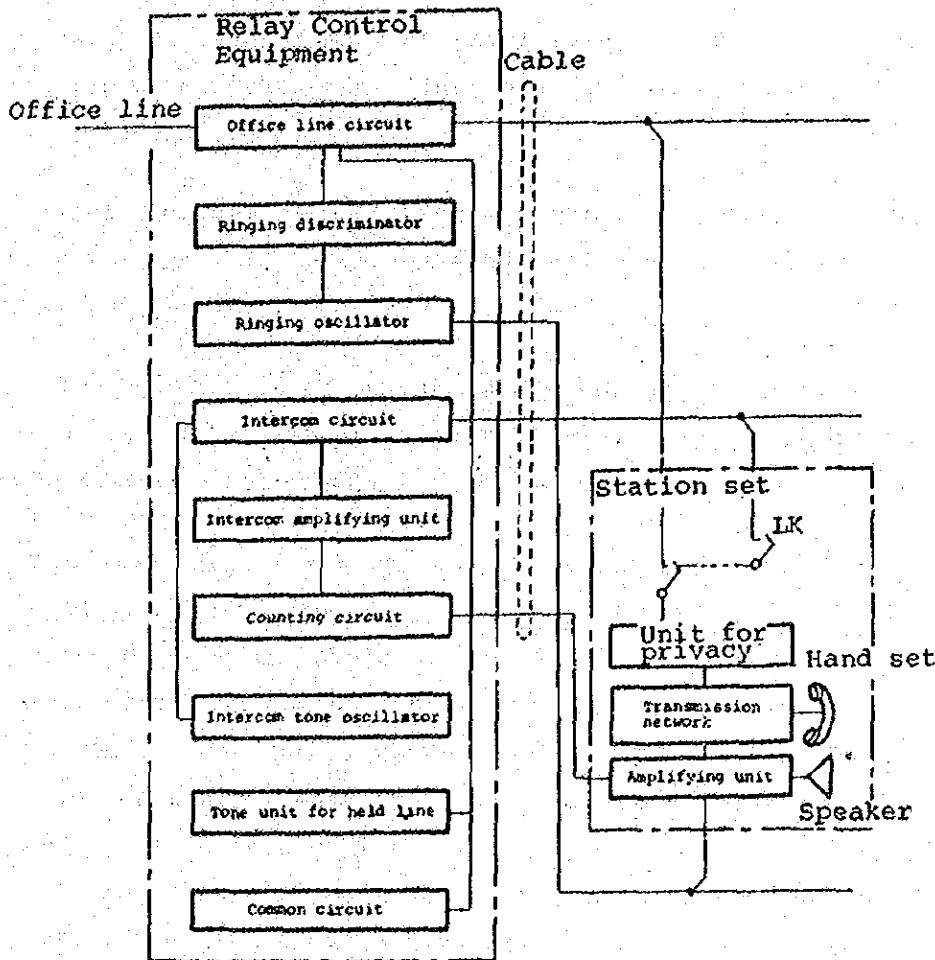 Relay Control
Equipment
Cable
Office line
Office line circuit
Ringing discriminator
Ringing oscillator
Intercom circuit
Intercom amplifying unit
Counting circuit
Intercom tone oscillator
Tone unit for held line
Common circuit
Station set
LK
Unit for
privacy
Hand set
Transmission
network
Amplifying unit
Speaker